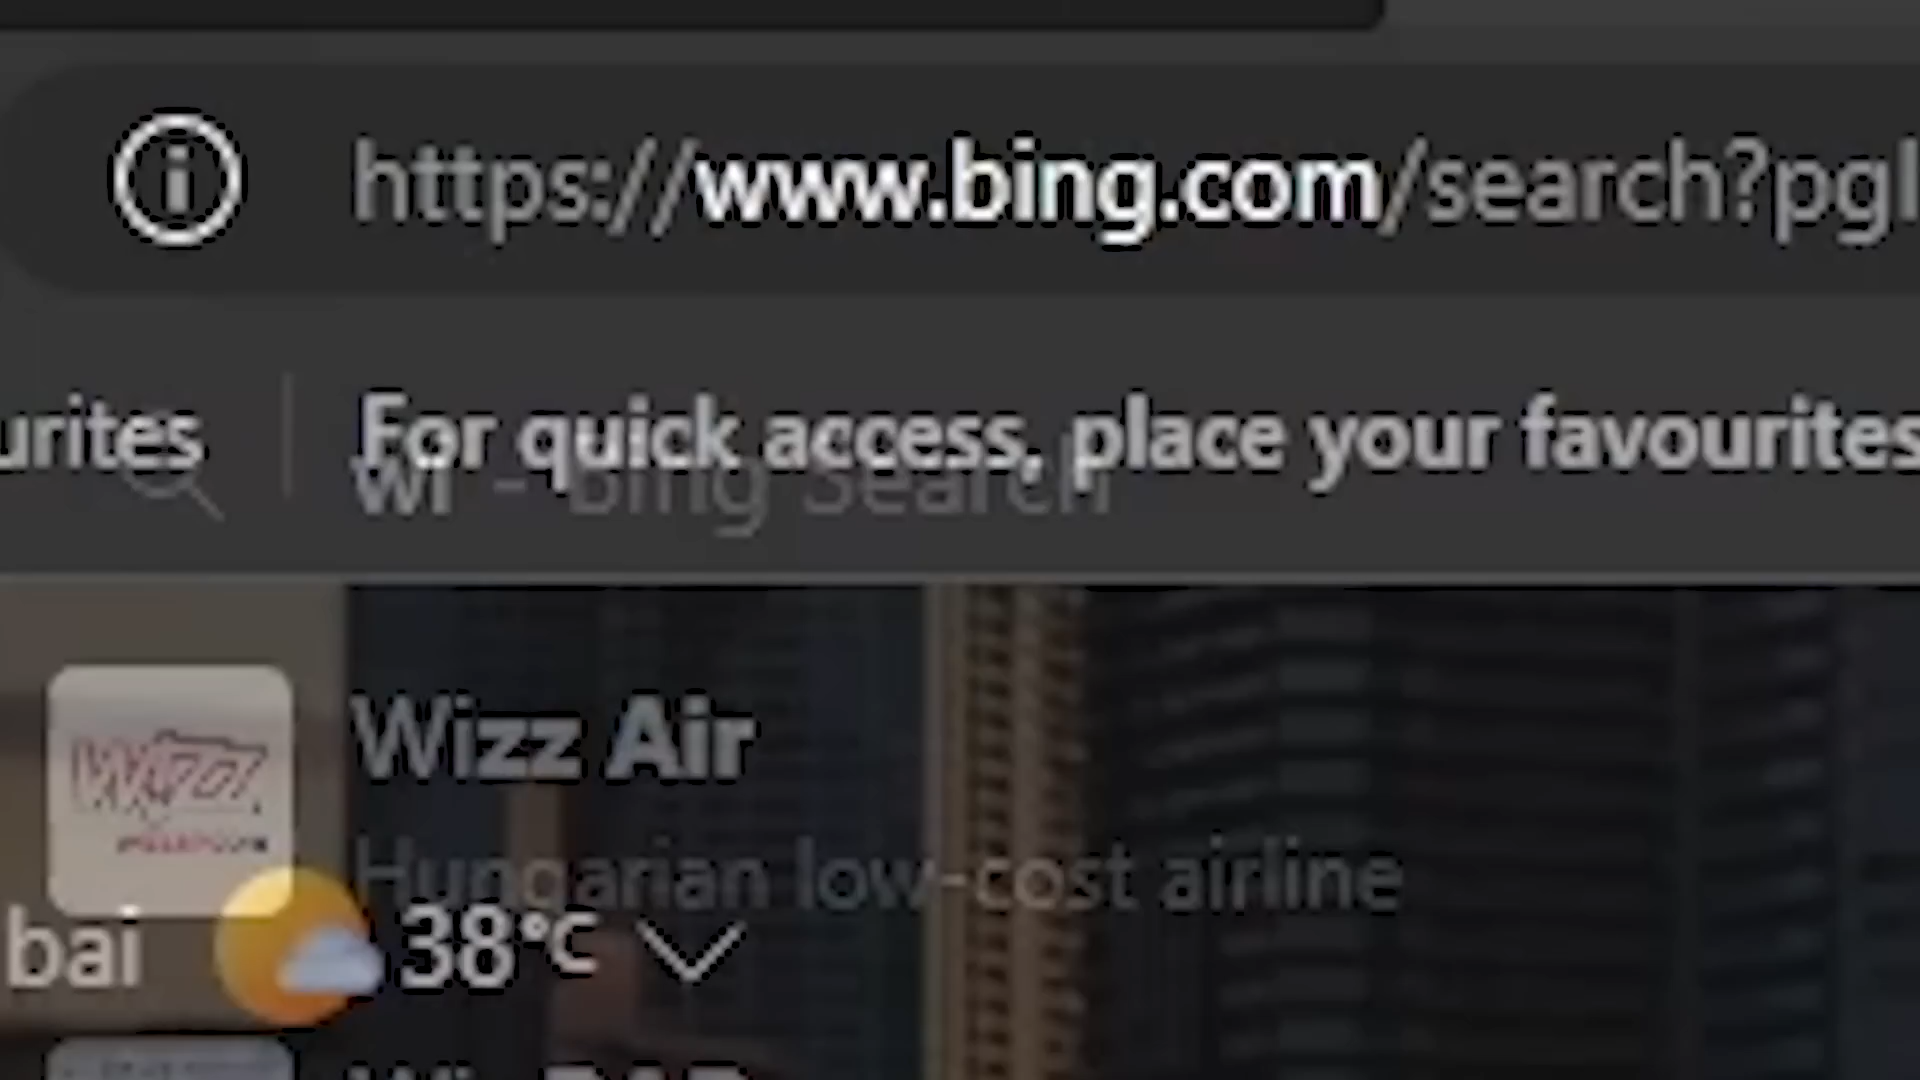 https://www.bing.com/search?pgl
urites For quick access, place your favourites
wi - Bing Search
Wizz Air
WIZZ
Hungarian low-cost airline
bai 38°C